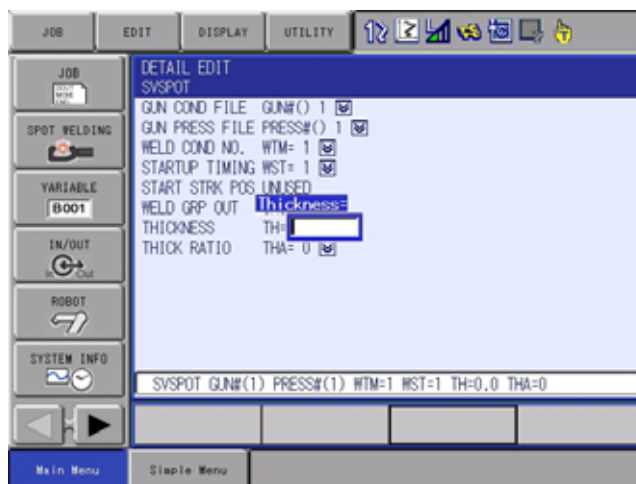 JOB EDIT DISPLAY UTILITY
JOB
SPOT WELDING
VARIABLE
B001
IN/OUT
In Out
ROBOT
SYSTEM INFO
DETAIL EDIT
SVSPOT
GUN COND FILE GUN#() 1
GUN PRESS FILE PRESS#() 1
WELD COND NO. WTM= 1
STARTUP TIMING WST= 1
START STRK POS UNUSED
WELD GRP OUT
Thickness=
THICKNESS TH=
THICK RATIO THA= 0
SVSPOT GUN#(1) PRESS#(1) WTM=1 WST=1 TH=0.0 THA=0
Main Menu Simple Menu